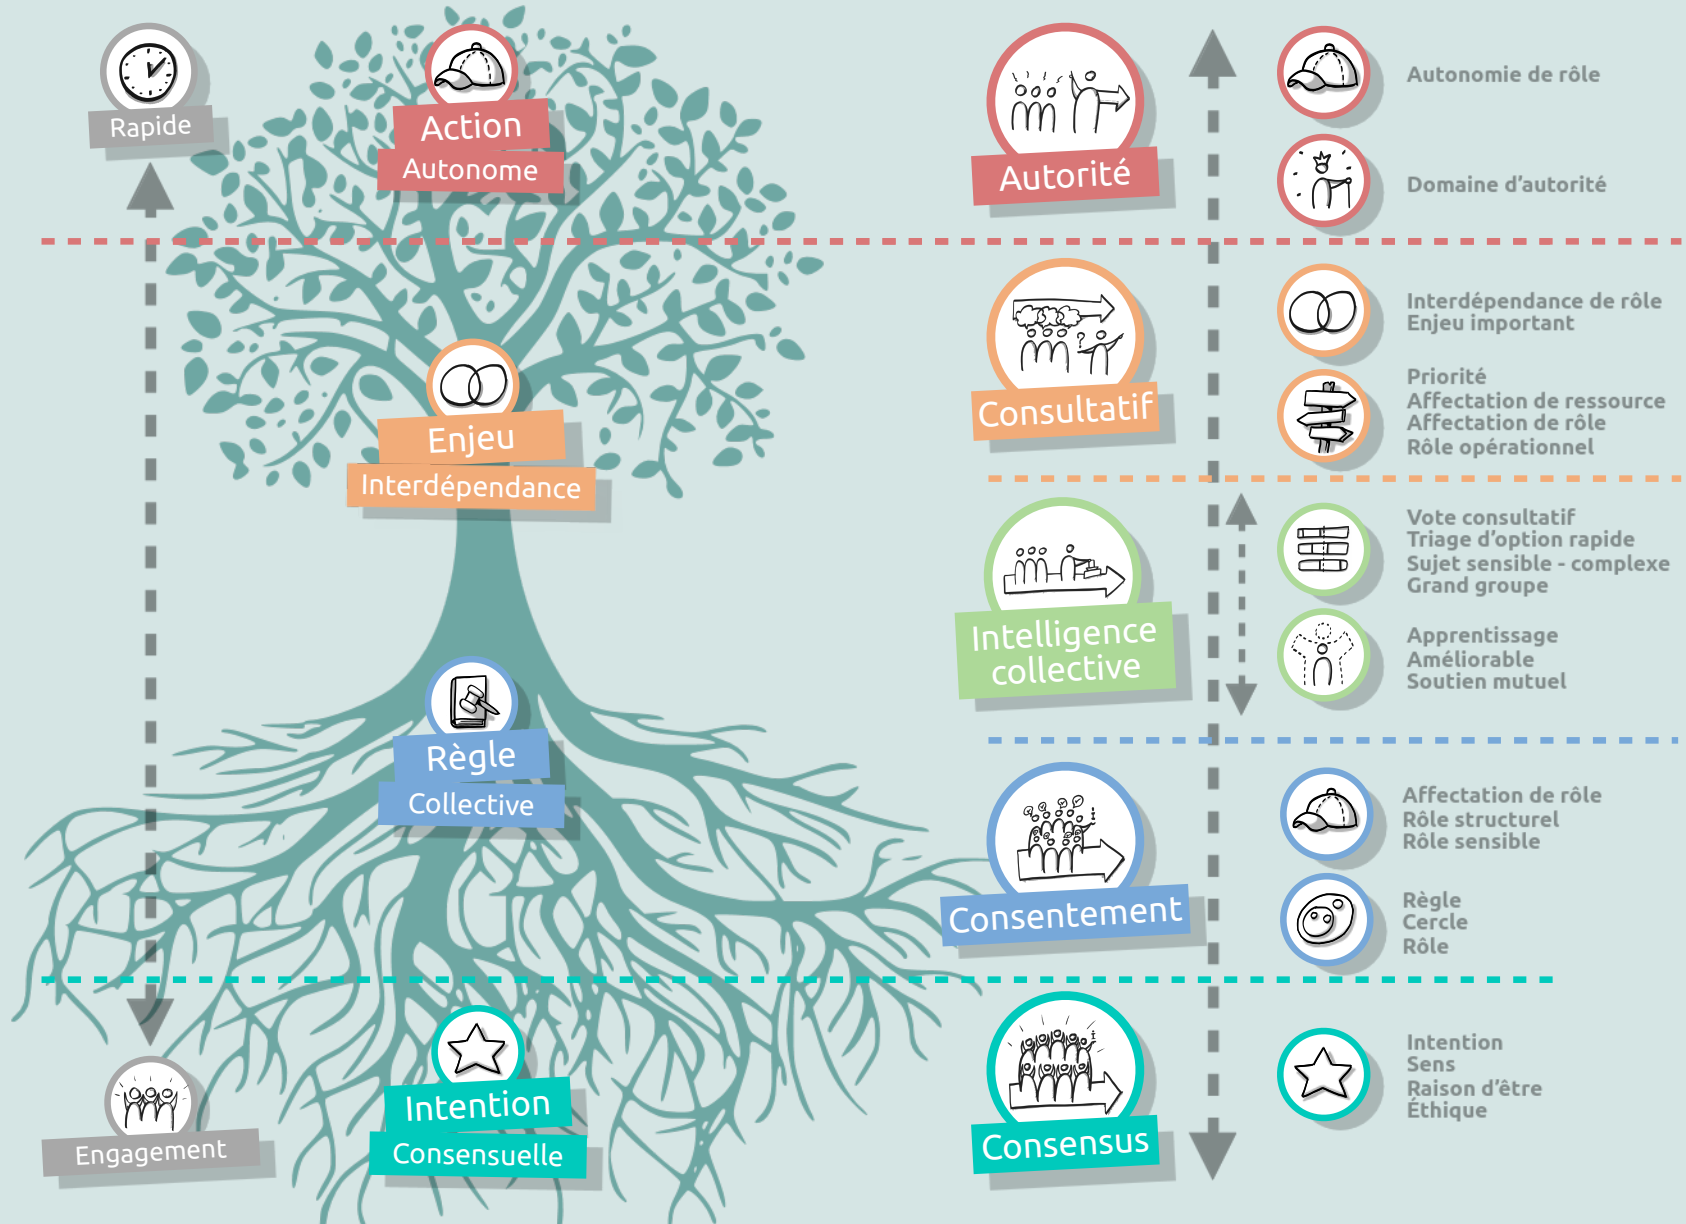 Rapide
Action
Autonome
Enjeu
Interdépendance
Règle
Collective
Intention
Consensuelle
Engagement
Autorité
Autonomie de rôle
Domaine d'autorité
Consultatif
Interdépendance de rôle
Enjeu important
Priorité
Affectation de ressource
Affectation de rôle
Rôle opérationnel
Intelligence
collective
Vote consultatif
Triage d'option rapide
Sujet sensible - complexe
Grand groupe
Apprentissage
Améliorable
Soutien mutuel
Consentement
Affectation de rôle
Rôle structurel
Rôle sensible
Règle
Cercle
Rôle
Consensus
Intention
Sens
Raison d'être
Éthique